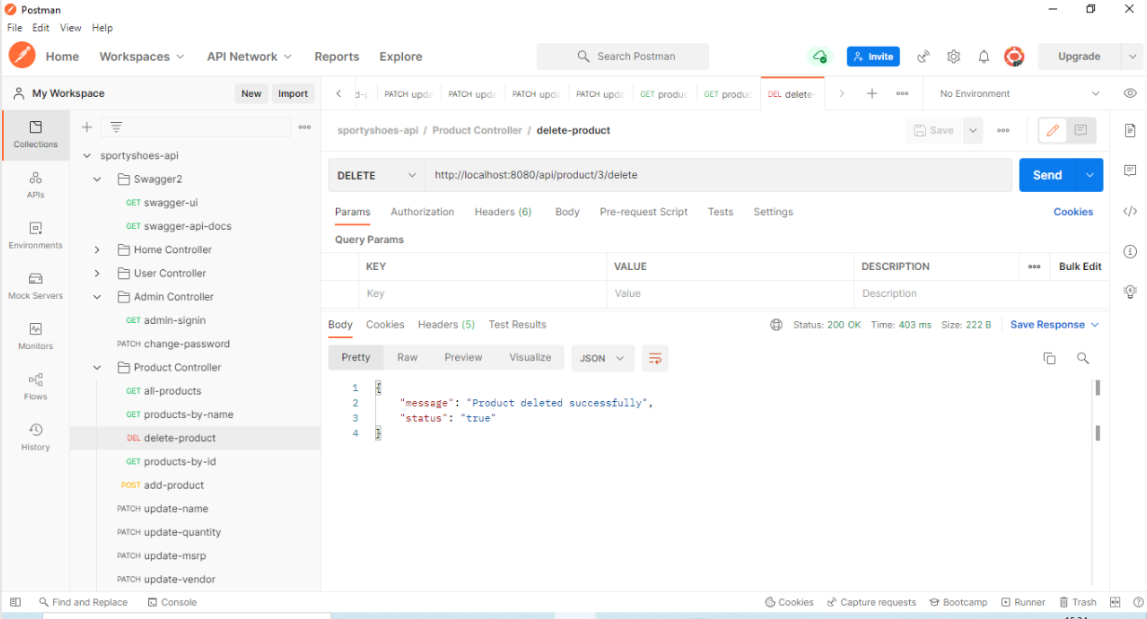 Postman
File Edit View Help
Home Workspaces API Network Reports Explore Search Postman Invite Upgrade
My Workspace New Import
PATCH upda PATCH upda PATCH upda PATCH upda GET produc GET produc DEL delete- No Environment
sportyshoes-api / Product Controller / delete-product Save
DELETE http://localhost:8080/api/product/3/delete Send
Params Authorization Headers (6) Body Pre-request Script Tests Settings Cookies
Query Params
KEY VALUE DESCRIPTION Bulk Edit
Key Value Description
Body Cookies Headers (5) Test Results Status: 200 OK Time: 403 ms Size: 222 B Save Response
Pretty Raw Preview Visualize JSON
1 {
2 "message": "Product deleted successfully",
3 "status": "true"
4 }
Collections
APIs
Environments
Mock Servers
Monitors
Flows
History
sportyshoes-api
Swagger2
GET swagger-ui
GET swagger-api-docs
Home Controller
User Controller
Admin Controller
GET admin-signin
PATCH change-password
Product Controller
GET all-products
GET products-by-name
DEL delete-product
GET products-by-id
POST add-product
PATCH update-name
PATCH update-quantity
PATCH update-msrp
PATCH update-vendor
Find and Replace Console Cookies Capture requests Bootcamp Runner Trash